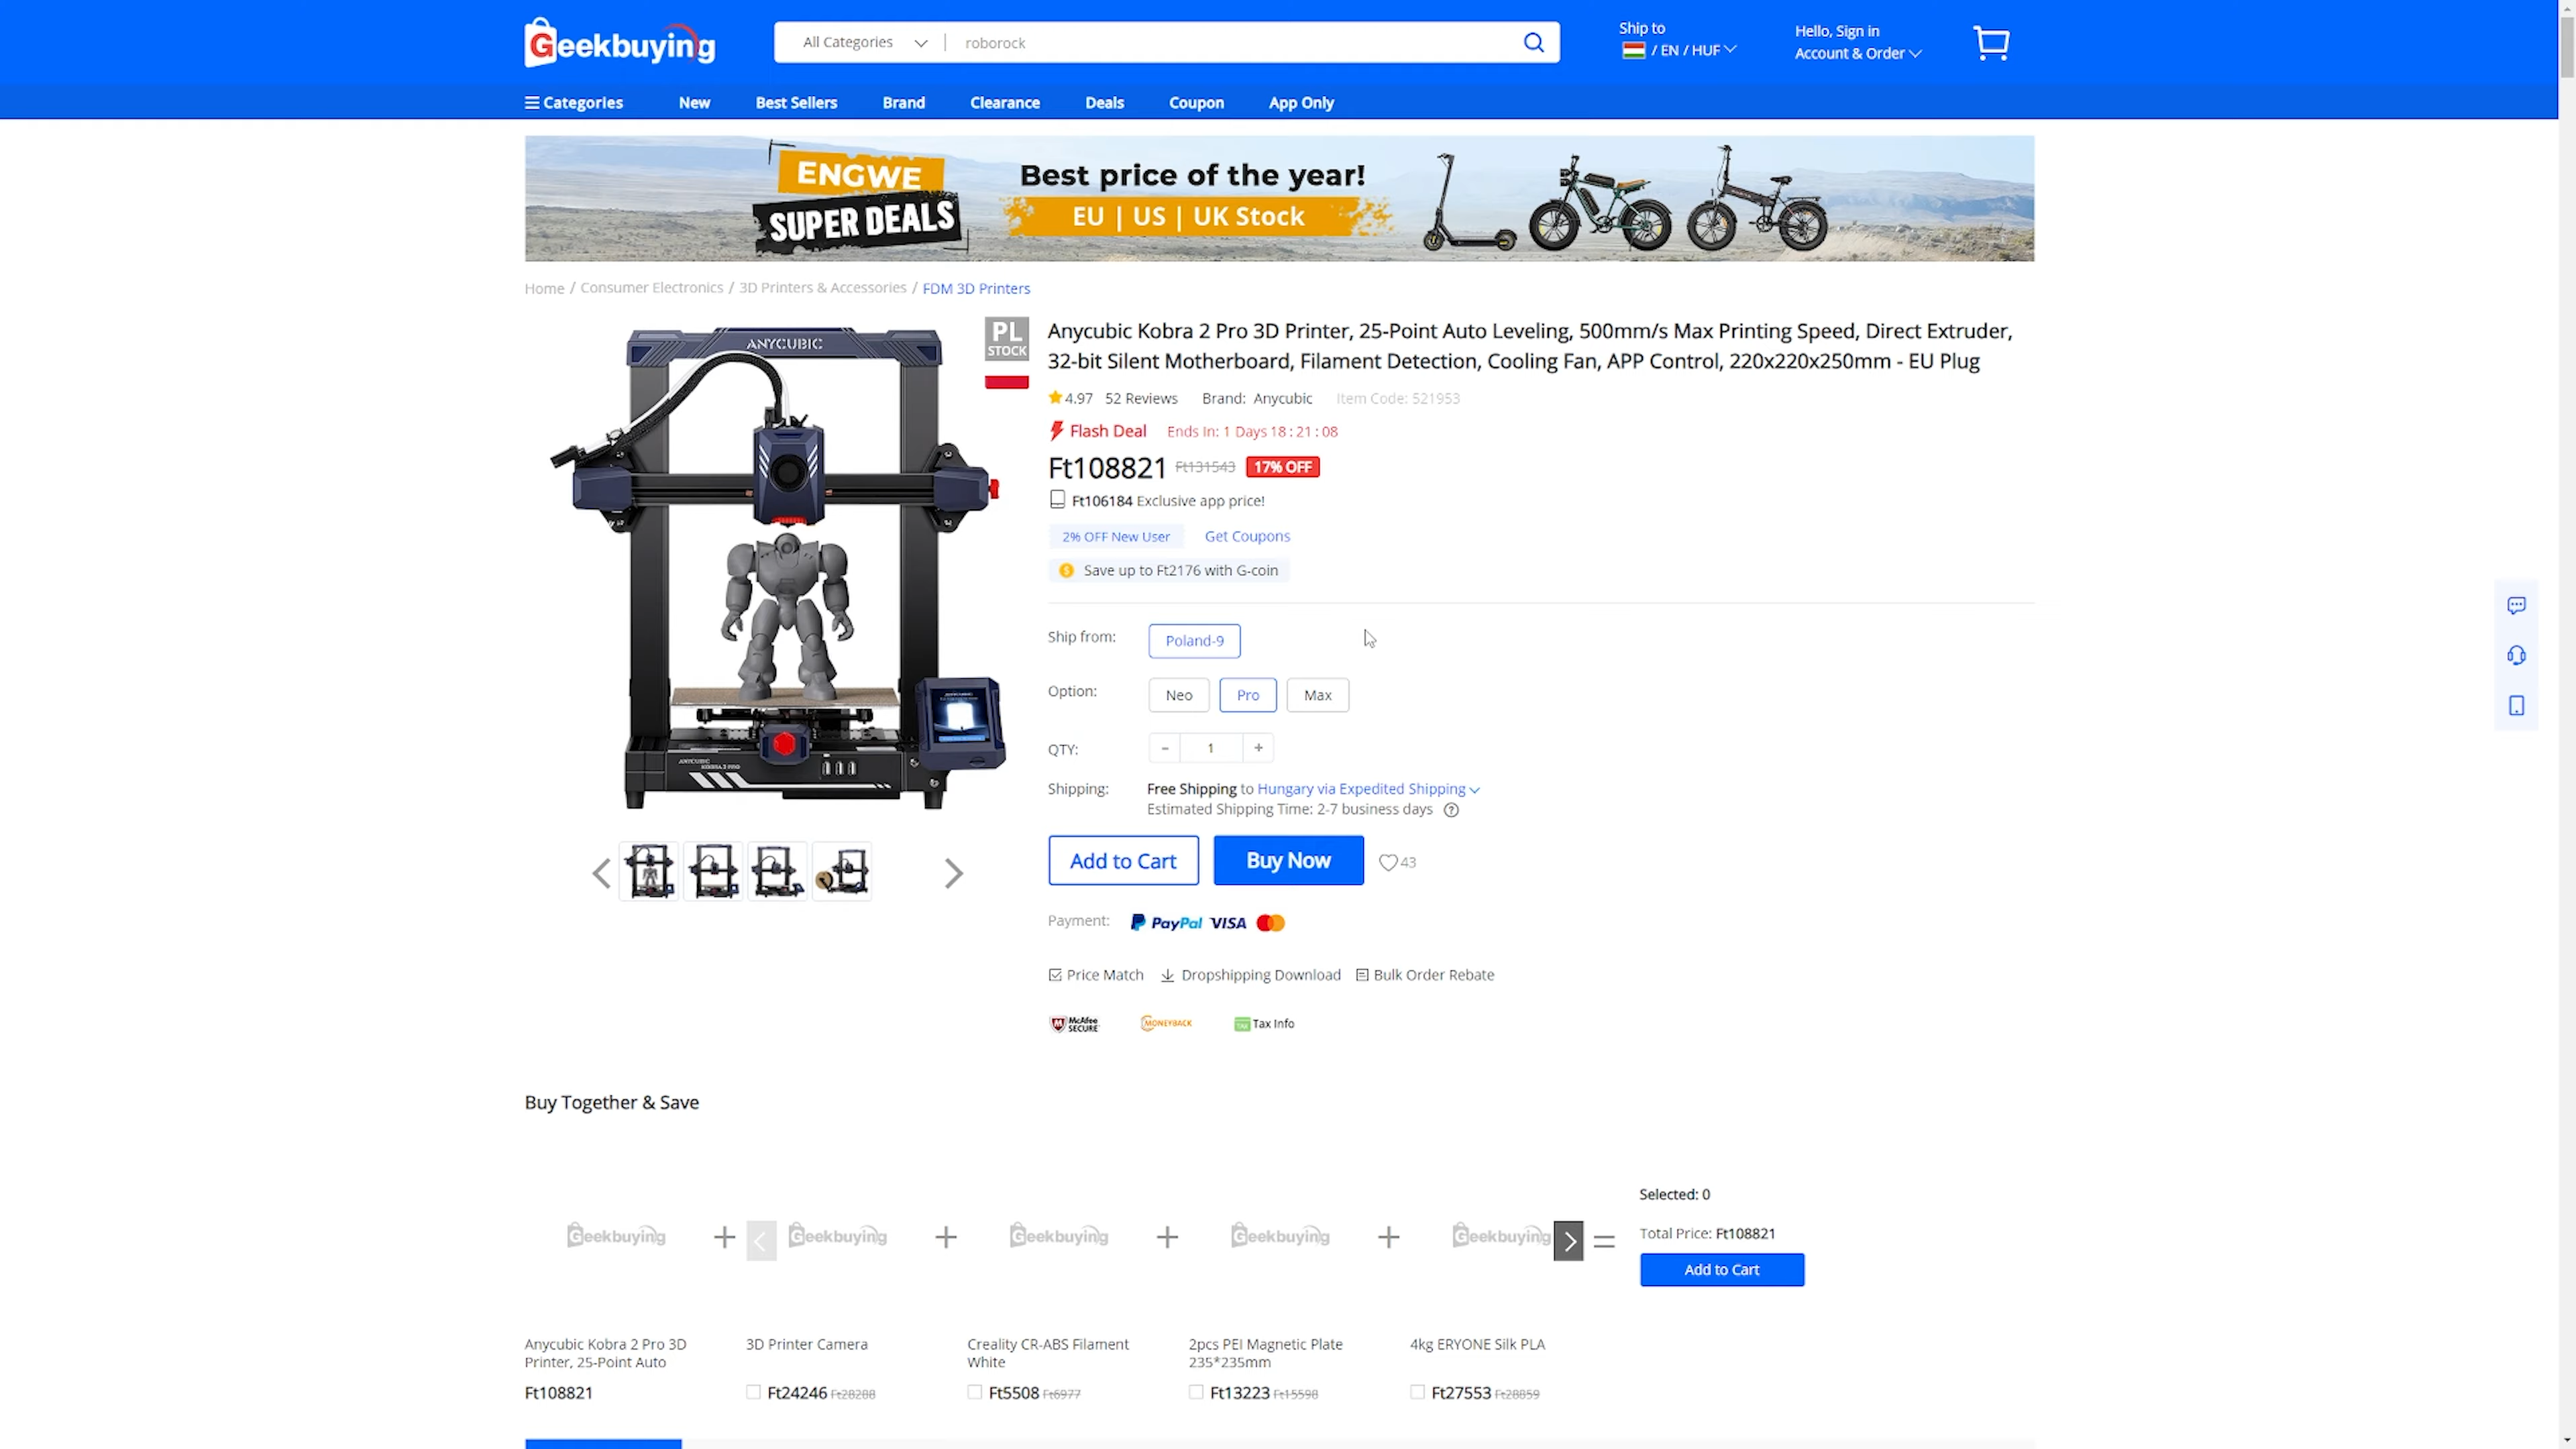 Geekbuying
All Categories
roborock
Ship to
/ EN / HUF
Hello, Sign in
Account & Order
Categories
New
Best Sellers
Brand
Clearance
Deals
Coupon
App Only
ENGWE
SUPER DEALS
Best price of the year!
EU | US | UK Stock
Home / Consumer Electronics / 3D Printers & Accessories / FDM 3D Printers
ANYCUBIC
PL
STOCK
Anycubic Kobra 2 Pro 3D Printer, 25-Point Auto Leveling, 500mm/s Max Printing Speed, Direct Extruder,
32-bit Silent Motherboard, Filament Detection, Cooling Fan, APP Control, 220x220x250mm - EU Plug
4.97 52 Reviews Brand: Anycubic Item Code: 521953
Flash Deal Ends In: 1 Days 18 : 21 : 08
Ft108821 Ft131543 17% OFF
Ft106184 Exclusive app price!
2% OFF New User Get Coupons
Save up to Ft2176 with G-coin
Ship from: Poland-9
Option: Neo Pro Max
QTY: - 1 +
Shipping: Free Shipping to Hungary via Expedited Shipping
Estimated Shipping Time: 2-7 business days ?
ANYCUBIC
KOBRA 2 PRO
Add to Cart
Buy Now
43
Payment: PayPal VISA
Price Match Dropshipping Download Bulk Order Rebate
McAfee
SECURE
MONEYBACK
TAX Tax Info
Buy Together & Save
Geekbuying + Geekbuying + Geekbuying + Geekbuying + Geekbuying =
Selected: 0
Total Price: Ft108821
Add to Cart
Anycubic Kobra 2 Pro 3D
Printer, 25-Point Auto
Ft108821
3D Printer Camera
Ft24246 Ft28288
Creality CR-ABS Filament
White
Ft5508 Ft6977
2pcs PEI Magnetic Plate
235*235mm
Ft13223 Ft15598
4kg ERYONE Silk PLA
Ft27553 Ft28859